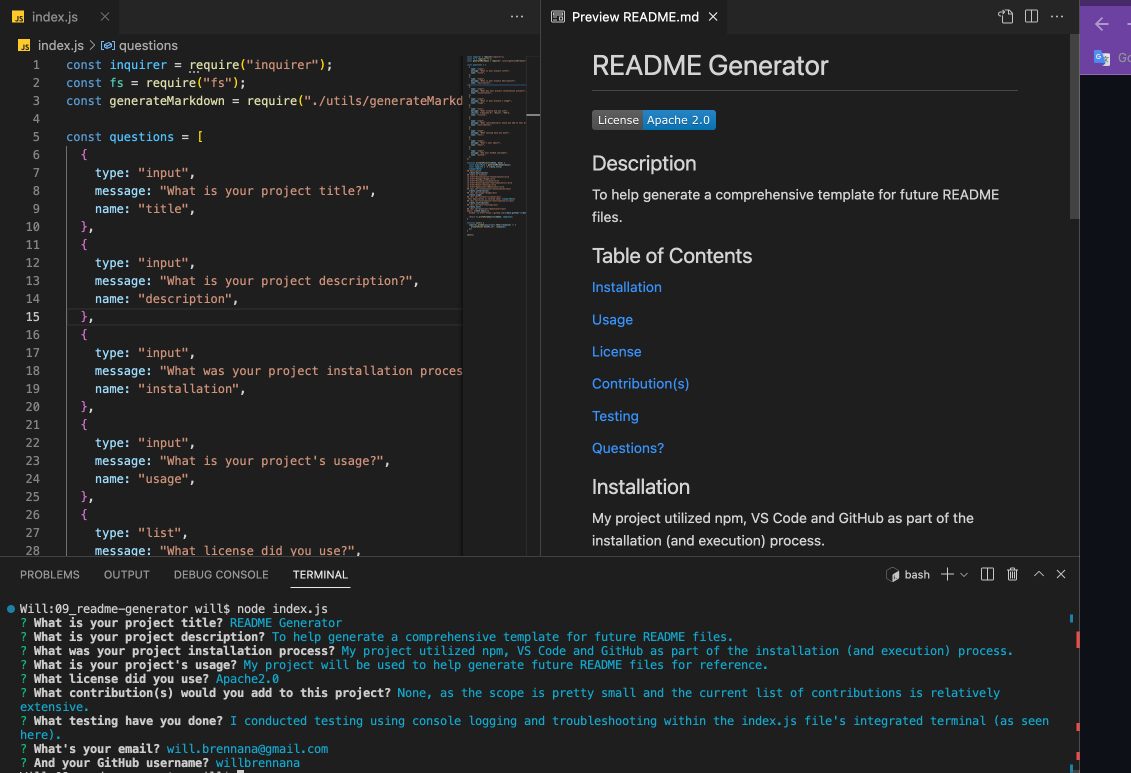 index.js
index.js > questions
1 const inquirer = require("inquirer");
2 const fs = require("fs");
3 const generateMarkdown = require("./utils/generateMarkd
4
5 const questions = [
6 {
7 type: "input",
8 message: "What is your project title?",
9 name: "title",
10 },
11 {
12 type: "input",
13 message: "What is your project description?",
14 name: "description",
15 },
16 {
17 type: "input",
18 message: "What was your project installation proces
19 name: "installation",
20 },
21 {
22 type: "input",
23 message: "What is your project's usage?",
24 name: "usage",
25 },
26 {
27 type: "list",
28 message: "What license did you use?",
Preview README.md
README Generator
License Apache 2.0
Description
To help generate a comprehensive template for future README
files.
Table of Contents
Installation
Usage
License
Contribution(s)
Testing
Questions?
Installation
My project utilized npm, VS Code and GitHub as part of the
installation (and execution) process.
PROBLEMS OUTPUT DEBUG CONSOLE TERMINAL bash
Will:09_readme-generator will$ node index.js
? What is your project title? README Generator
? What is your project description? To help generate a comprehensive template for future README files.
? What was your project installation process? My project utilized npm, VS Code and GitHub as part of the installation (and execution) process.
? What is your project's usage? My project will be used to help generate future README files for reference.
? What license did you use? Apache2.0
? What contribution(s) would you add to this project? None, as the scope is pretty small and the current list of contributions is relatively
extensive.
? What testing have you done? I conducted testing using console logging and troubleshooting within the index.js file's integrated terminal (as seen
here).
? What's your email? will.brennana@gmail.com
? And your GitHub username? willbrennana